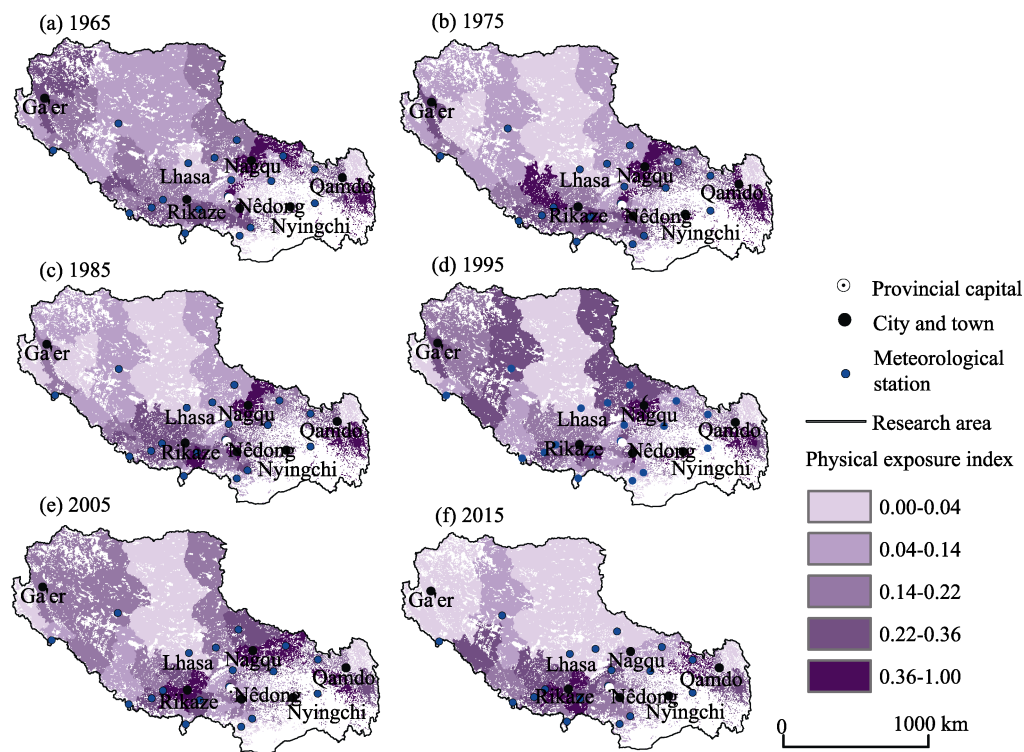 (a) 1965
Ga'er
Lhasa
Nagqu
Qamdo
Rikaze
Nêdong
Nyingchi
(b) 1975
Ga'er
Lhasa
Nagqu
Qamdo
Rikaze
Nêdong
Nyingchi
(c) 1985
Ga'er
Lhasa
Nagqu
Qamdo
Rikaze
Nêdong
Nyingchi
(d) 1995
Ga'er
Lhasa
Nagqu
Qamdo
Rikaze
Nêdong
Nyingchi
(e) 2005
Ga'er
Lhasa
Nagqu
Qamdo
Rikaze
Nêdong
Nyingchi
(f) 2015
Ga'er
Lhasa
Nagqu
Qamdo
Rikaze
Nêdong
Nyingchi
Provincial capital
City and town
Meteorological
station
Research area
Physical exposure index
0.00-0.04
0.04-0.14
0.14-0.22
0.22-0.36
0.36-1.00
0 1000 km